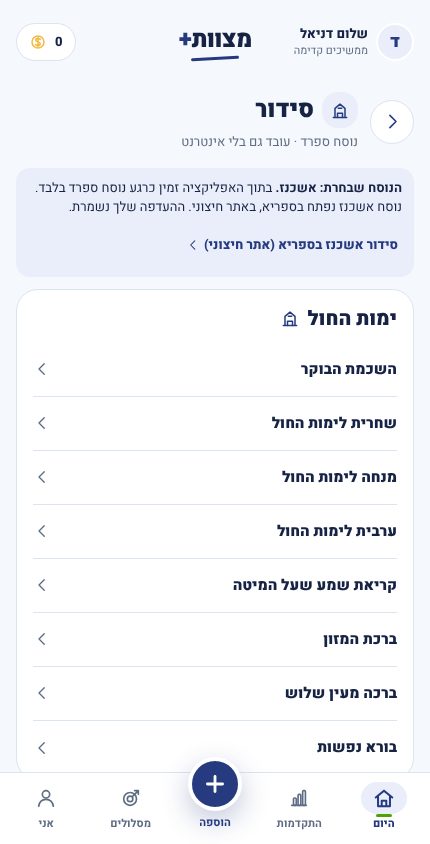 ד
שלום דניאל
ממשיכים קדימה
מצוות+
0
סידור
נוסח ספרד · עובד גם בלי אינטרנט
הנוסח שבחרת: אשכנז. בתוך האפליקציה זמין כרגע נוסח ספרד בלבד.
נוסח אשכנז נפתח בספריא, באתר חיצוני. ההעדפה שלך נשמרת.
סידור אשכנז בספריא (אתר חיצוני)
ימות החול
השכמת הבוקר
שחרית לימות החול
מנחה לימות החול
ערבית לימות החול
קריאת שמע שעל המיטה
ברכת המזון
ברכה מעין שלוש
בורא נפשות
היום
התקדמות
הוספה
מסלולים
אני